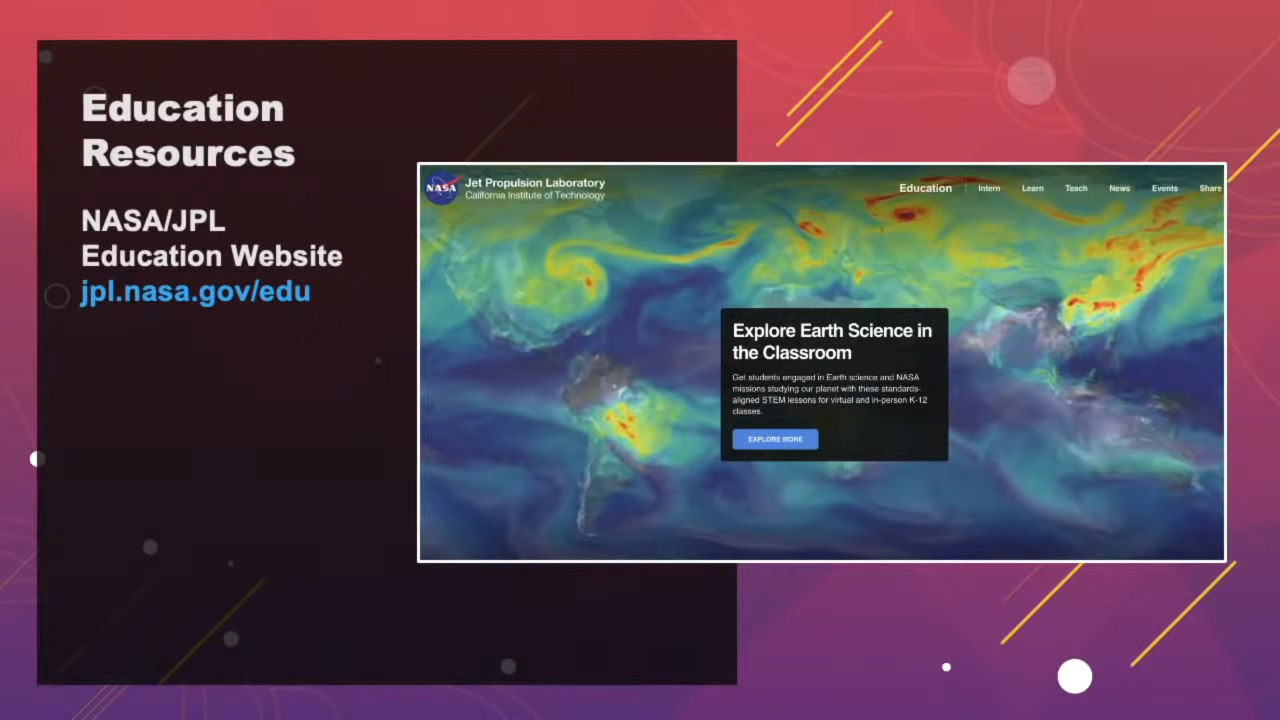 Education
Resources
NASA/JPL
Education Website
jpl.nasa.gov/edu
NASA
Jet Propulsion Laboratory
California Institute of Technology
Education Intern Learn Teach News Events Share
Explore Earth Science in
the Classroom
Get students engaged in Earth science and NASA
missions studying our planet with these standards-
aligned STEM lessons for virtual and in-person K-12
classes.
EXPLORE MORE